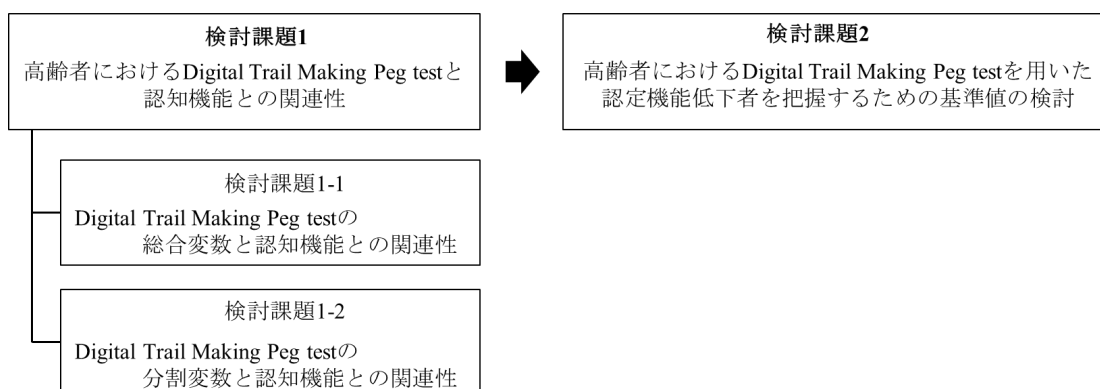 検討課題1
高齢者におけるDigital Trail Making Peg testと
認知機能との関連性
検討課題2
高齢者におけるDigital Trail Making Peg testを用いた
認定機能低下者を把握するための基準値の検討
検討課題1-1
Digital Trail Making Peg testの
総合変数と認知機能との関連性
検討課題1-2
Digital Trail Making Peg testの
分割変数と認知機能との関連性